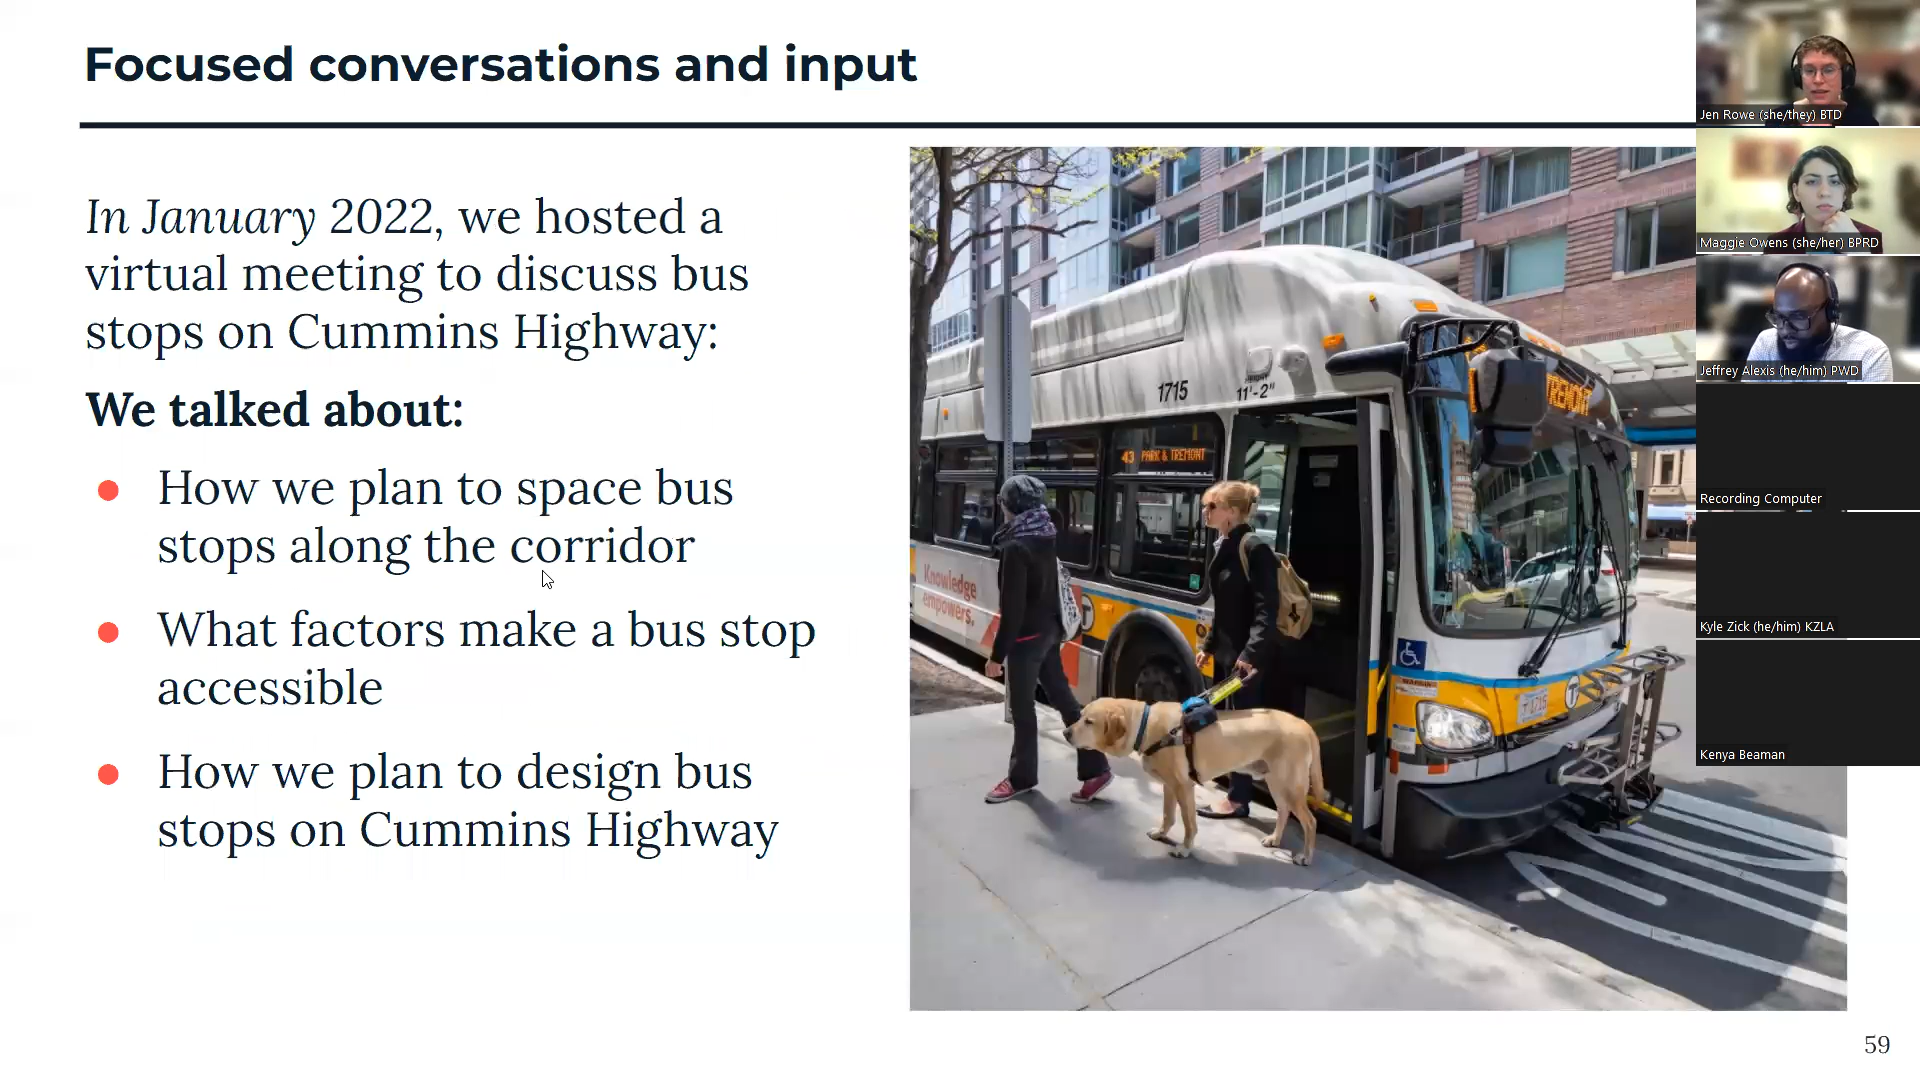 Focused conversations and input
In January 2022, we hosted a
virtual meeting to discuss bus
stops on Cummins Highway:
We talked about:
How we plan to space bus
stops along the corridor
What factors make a bus stop
accessible
How we plan to design bus
stops on Cummins Highway
1715
11'-2"
TREMONT
43 PARK & TREMONT
Knowledge
empowers.
T
T
59
Jen Rowe (she/they) BTD
Maggie Owens (she/her) BPRD
Jeffrey Alexis (he/him) PWD
Recording Computer
Kyle Zick (he/him) KZLA
Kenya Beaman